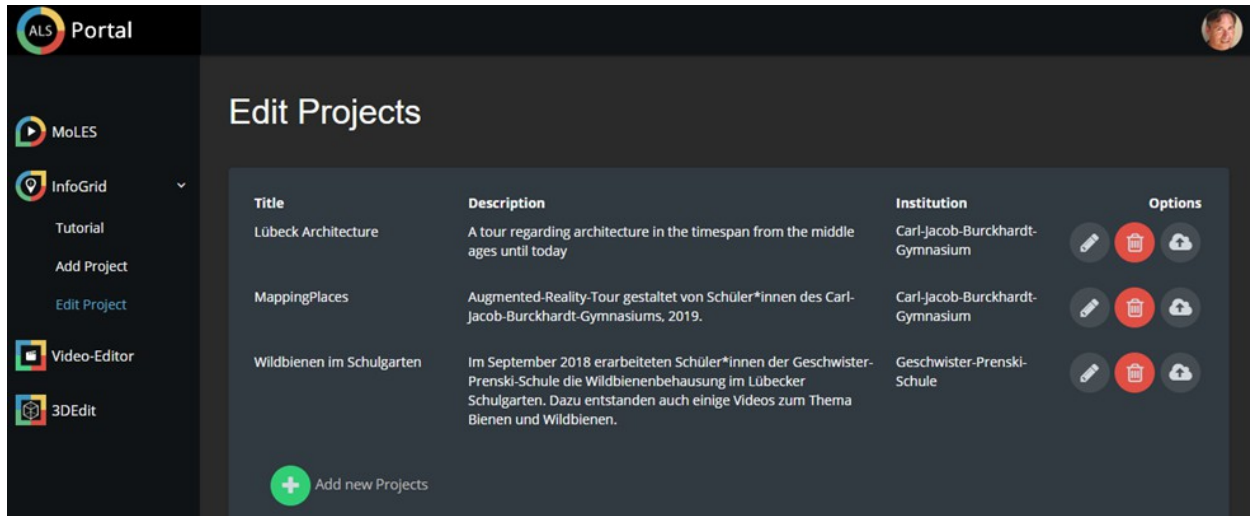 ALS Portal
MoLES
InfoGrid
Tutorial
Add Project
Edit Project
Video-Editor
3DEdit
Edit Projects
Title Description Institution Options
Lübeck Architecture
A tour regarding architecture in the timespan from the middle
ages until today
Carl-Jacob-Burckhardt-
Gymnasium
MappingPlaces
Augmented-Reality-Tour gestaltet von Schüler*innen des Carl-
Jacob-Burckhardt-Gymnasiums, 2019.
Carl-Jacob-Burckhardt-
Gymnasium
Wildbienen im Schulgarten
Im September 2018 erarbeiteten Schüler*innen der Geschwister-
Prenski-Schule die Wildbienenbehausung im Lübecker
Schulgarten. Dazu entstanden auch einige Videos zum Thema
Bienen und Wildbienen.
Geschwister-Prenski-
Schule
Add new Projects